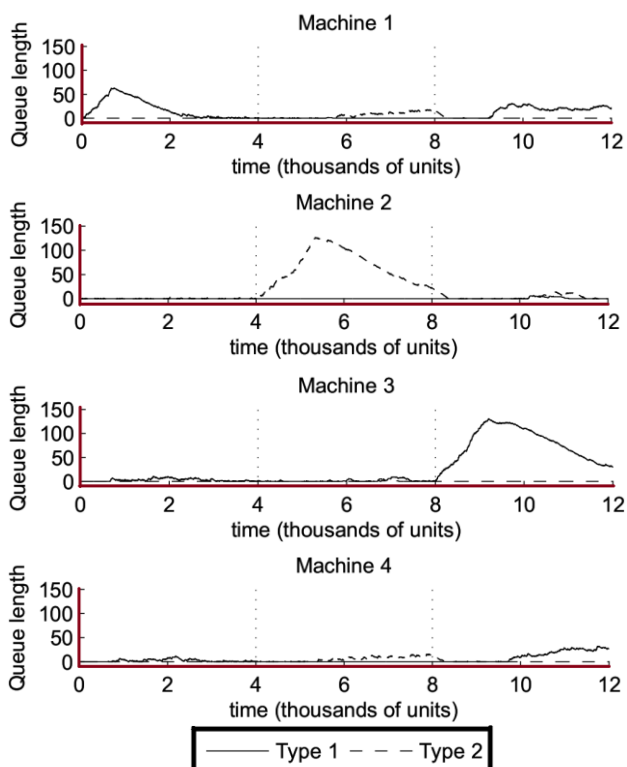 Machine 1
Queue length
150
100
50
0
0 2 4 6 8 10 12
time (thousands of units)
Machine 2
Queue length
150
100
50
0
0 2 4 6 8 10 12
time (thousands of units)
Machine 3
Queue length
150
100
50
0
0 2 4 6 8 10 12
time (thousands of units)
Machine 4
Queue length
150
100
50
0
0 2 4 6 8 10 12
time (thousands of units)
Type 1 Type 2